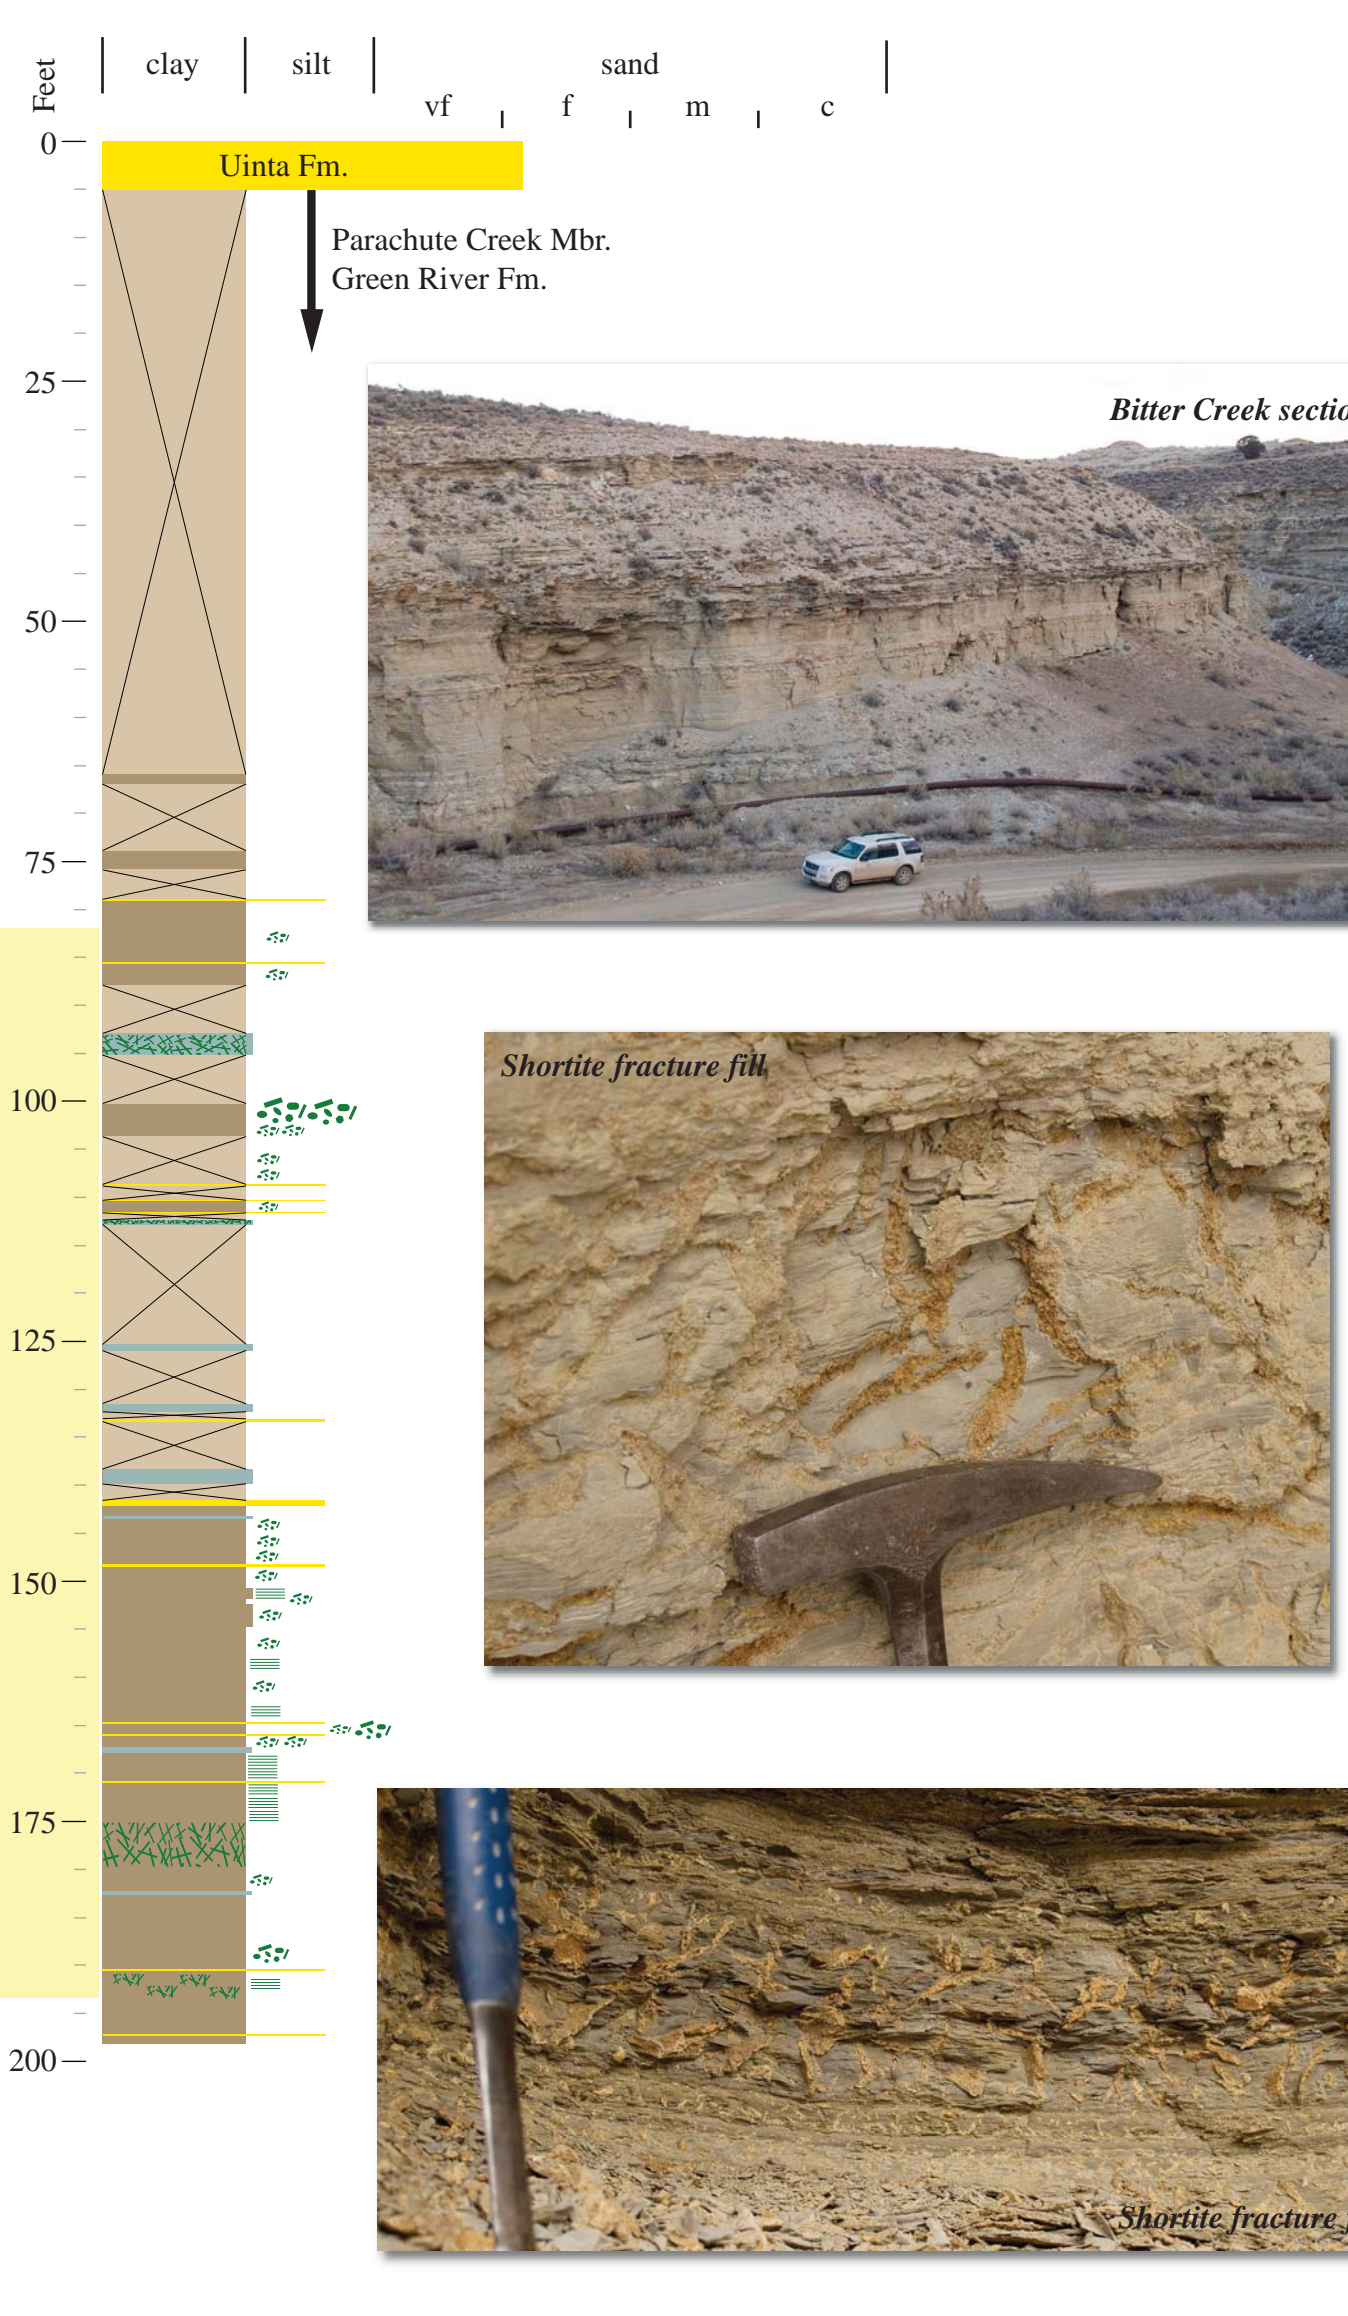 Feet
clay
silt
sand
vf
f
m
c
0
Uinta Fm.
Parachute Creek Mbr.
Green River Fm.
25
Bitter Creek
50
75
100
Shortite fracture fill
125
150
175
200
Shortite fracture